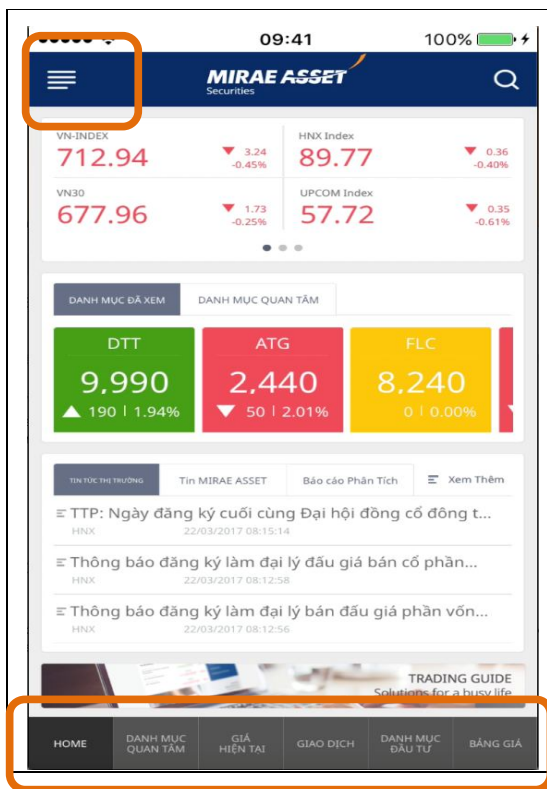 09:41
100%
MIRAE ASSET
Securities
VN-INDEX
712.94
3.24
-0.45%
HNX Index
89.77
0.36
-0.40%
VN30
677.96
1.73
-0.25%
UPCOM Index
57.72
0.35
-0.61%
DANH MỤC ĐÃ XEM
DANH MỤC QUAN TÂM
DTT
9,990
190 | 1.94%
ATG
2,440
50 | 2.01%
FLC
8,240
0 | 0.00%
TIN TỨC THỊ TRƯỜNG
Tin MIRAE ASSET
Báo cáo Phân Tích
Xem Thêm
TTP: Ngày đăng ký cuối cùng Đại hội đồng cổ đông t...
HNX 22/03/2017 08:15:14
Thông báo đăng ký làm đại lý đấu giá bán cổ phần...
HNX 22/03/2017 08:12:58
Thông báo đăng ký làm đại lý bán đấu giá phần vốn...
HNX 22/03/2017 08:12:56
TRADING GUIDE
Solutions for a busy life
HOME
DANH MỤC
QUAN TÂM
GIÁ
HIỆN TẠI
GIAO DỊCH
DANH MỤC
ĐẦU TƯ
BẢNG GIÁ